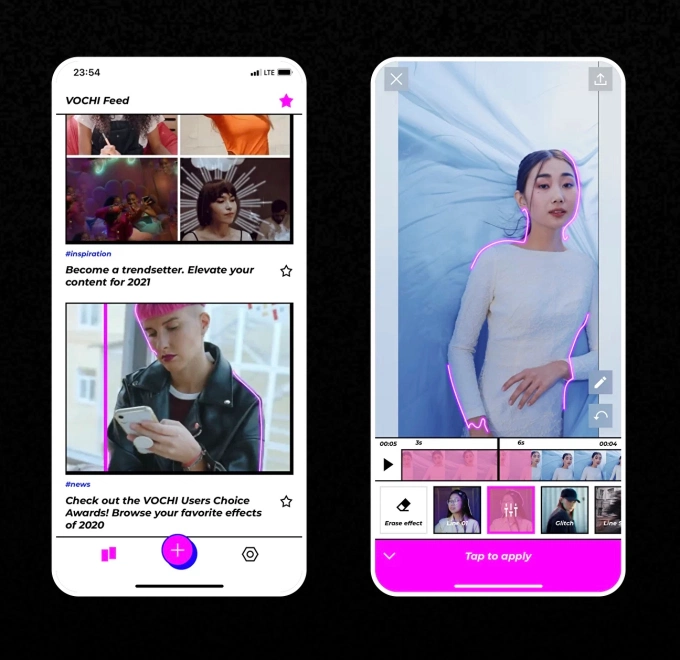 23:54
LTE
VOCHI Feed
#inspiration
Become a trendsetter. Elevate your
content for 2021
#news
Check out the VOCHI Users Choice
Awards! Browse your favorite effects
of 2020
00:05
3s
6s
00:04
Erase effect
Line 01
Glitch
Line
Tap to apply